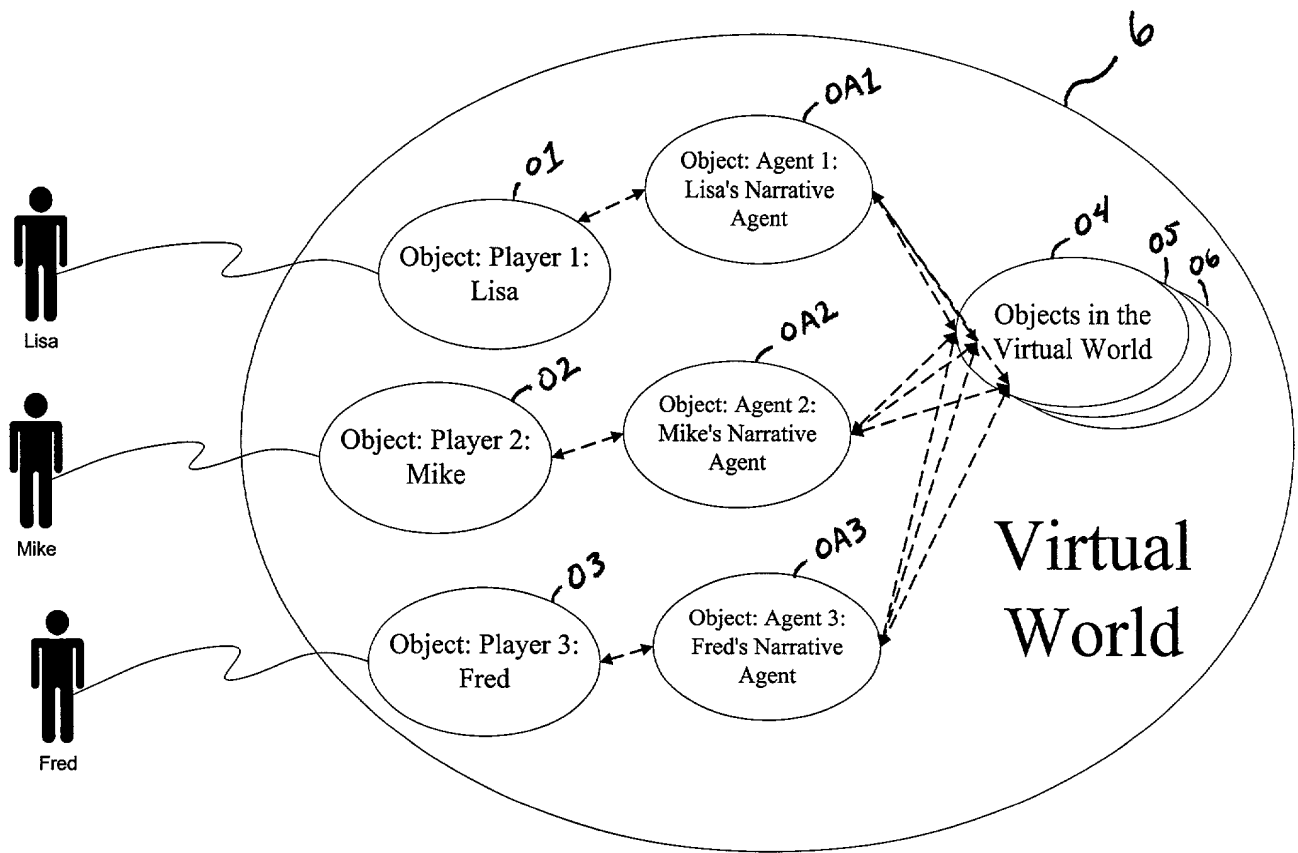 6
OA1
Object: Agent 1:
Lisa's Narrative
Agent
O1
Object: Player 1:
Lisa
Lisa
O4
O5
O6
Objects in the
Virtual World
OA2
Object: Agent 2:
Mike's Narrative
Agent
O2
Object: Player 2:
Mike
Mike
OA3
Object: Agent 3:
Fred's Narrative
Agent
O3
Object: Player 3:
Fred
Fred
Virtual
World